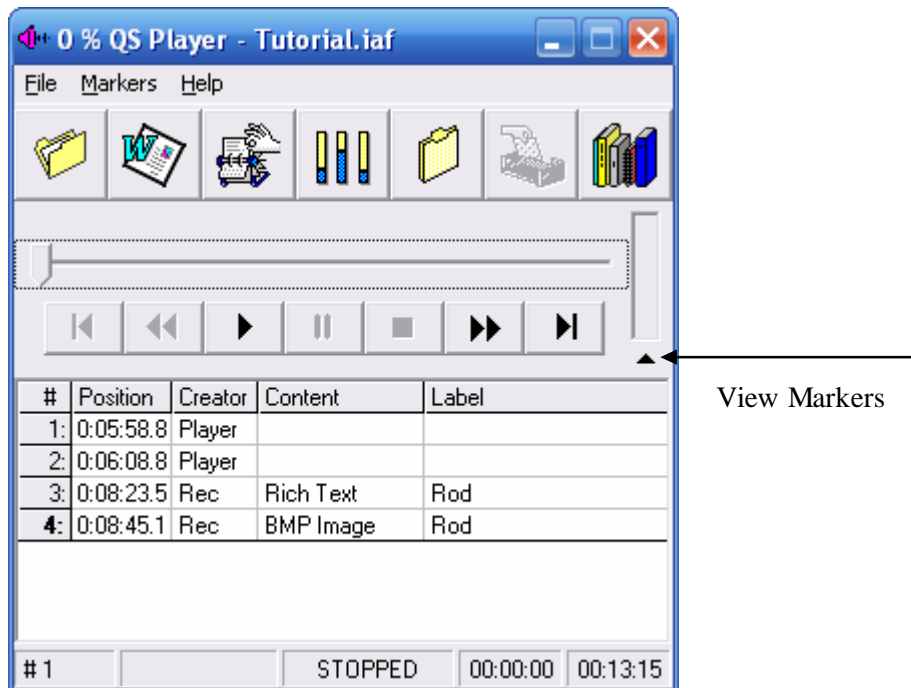 0 % QS Player - Tutorial.iaf
File Markers Help
W
# Position Creator Content Label
1: 0:05:58.8 Player
2: 0:06:08.8 Player
3: 0:08:23.5 Rec Rich Text Rod
4: 0:08:45.1 Rec BMP Image Rod
View Markers
# 1 STOPPED 00:00:00 00:13:15